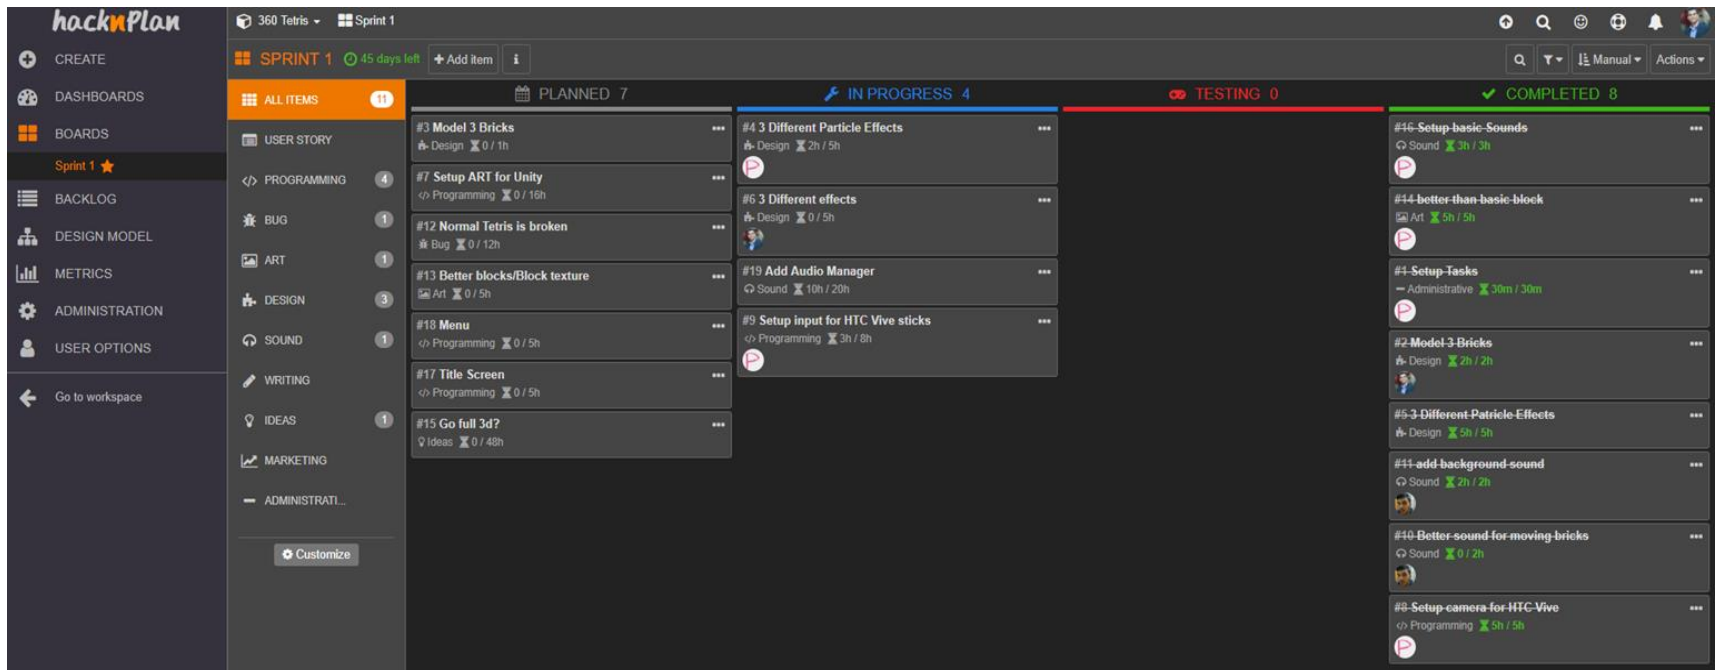 hacknPlan
360 Tetris
Sprint 1
CREATE
DASHBOARDS
BOARDS
Sprint 1
BACKLOG
DESIGN MODEL
METRICS
ADMINISTRATION
USER OPTIONS
Go to workspace
SPRINT 1
45 days left
Add item
Manual
Actions
ALL ITEMS 11
USER STORY
PROGRAMMING 4
BUG 1
ART 1
DESIGN 3
SOUND 1
WRITING
IDEAS 1
MARKETING
ADMINISTRATI...
Customize
PLANNED 7
#3 Model 3 Bricks
Design 0 / 1h
#7 Setup ART for Unity
Programming 0 / 16h
#12 Normal Tetris is broken
Bug 0 / 12h
#13 Better blocks/Block texture
Art 0 / 5h
#18 Menu
Programming 0 / 5h
#17 Title Screen
Programming 0 / 5h
#15 Go full 3d?
Ideas 0 / 48h
IN PROGRESS 4
#4 3 Different Particle Effects
Design 2h / 5h
P
#6 3 Different effects
Design 0 / 5h
#19 Add Audio Manager
Sound 10h / 20h
#9 Setup input for HTC Vive sticks
Programming 3h / 8h
P
TESTING 0
COMPLETED 8
#16 Setup basic Sounds
Sound 3h / 3h
P
#14 better than basic block
Art 5h / 5h
P
#1 Setup Tasks
Administrative 30m / 30m
P
#2 Model 3 Bricks
Design 2h / 2h
#5 3 Different Patricle Effects
Design 5h / 5h
#11 add background sound
Sound 2h / 2h
#10 Better sound for moving bricks
Sound 0 / 2h
#8 Setup camera for HTC Vive
Programming 5h / 5h
P